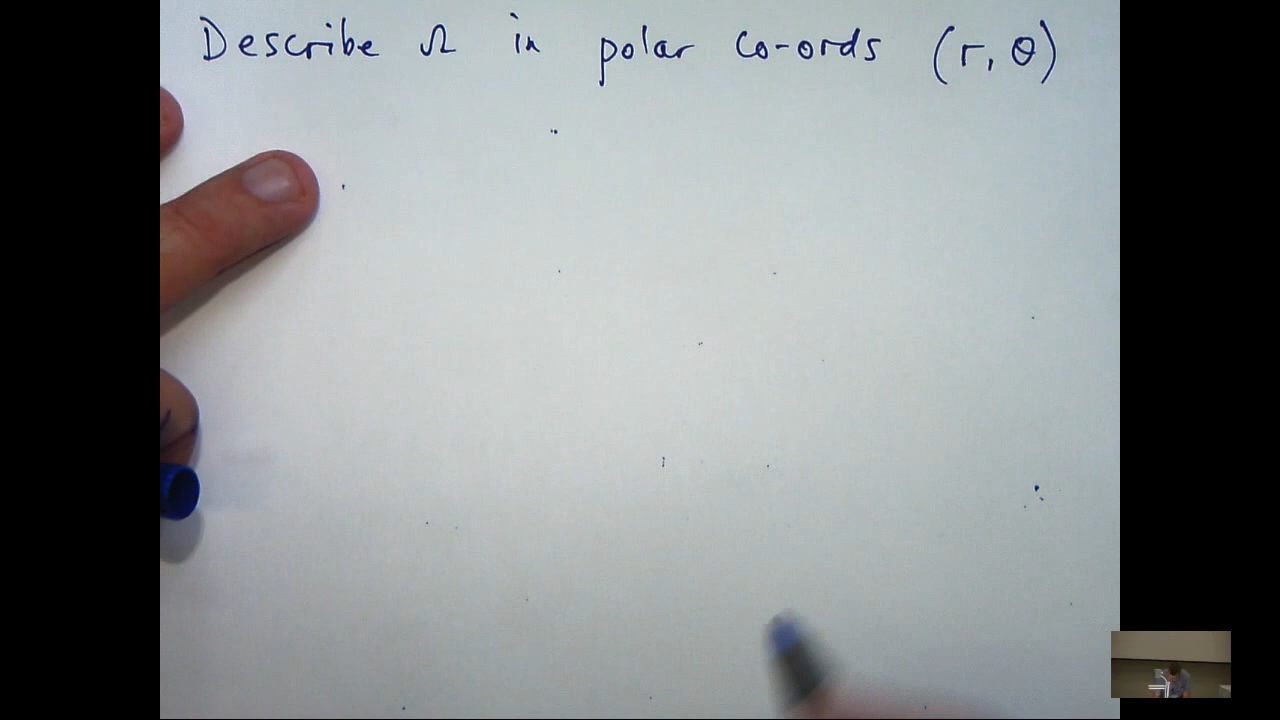 Describe Ω in polar co-ords (r, θ)